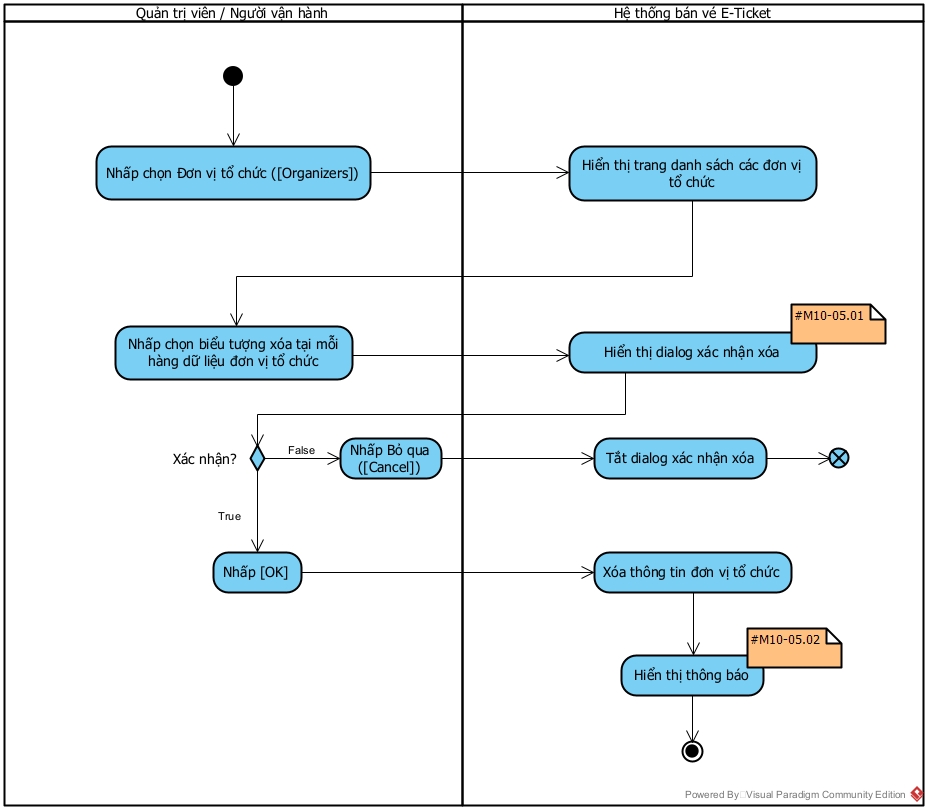 Quản trị viên / Người vận hành
Hệ thống bán vé E-Ticket
Nhấp chọn Đơn vị tổ chức ([Organizers])
Hiển thị trang danh sách các đơn vị
tổ chức
#M10-05.01
Nhấp chọn biểu tượng xóa tại mỗi
hàng dữ liệu đơn vị tổ chức
Hiển thị dialog xác nhận xóa
Xác nhận?
False
Nhấp Bỏ qua
([Cancel])
Tắt dialog xác nhận xóa
True
Nhấp [OK]
Xóa thông tin đơn vị tổ chức
#M10-05.02
Hiển thị thông báo
Powered By Visual Paradigm Community Edition